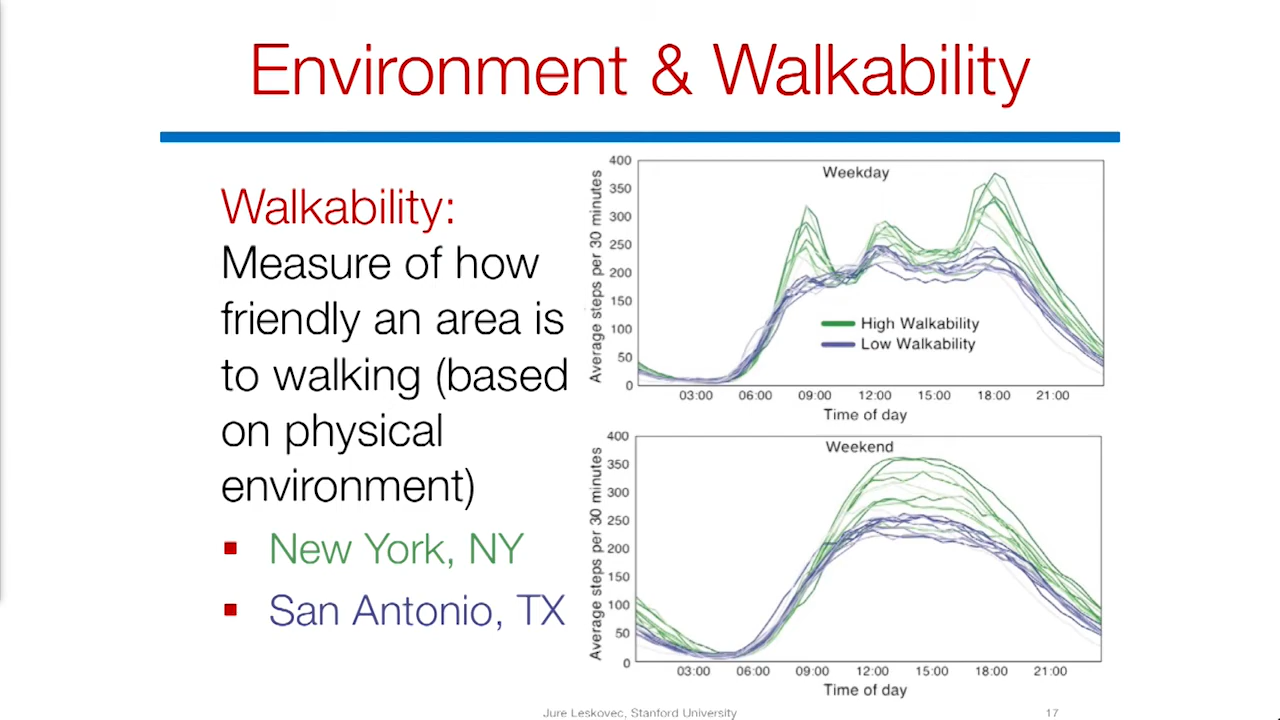 Environment & Walkability
Walkability:
Measure of how
friendly an area is
to walking (based
on physical
environment)
▪ New York, NY
▪ San Antonio, TX
Weekday
Average steps per 30 minutes
400
350
300
250
200
150
100
50
0
High Walkability
Low Walkability
03:00 06:00 09:00 12:00 15:00 18:00 21:00
Time of day
Weekend
Average steps per 30 minutes
400
350
300
250
200
150
100
50
0
03:00 06:00 09:00 12:00 15:00 18:00 21:00
Time of day
Jure Leskovec, Stanford University
17